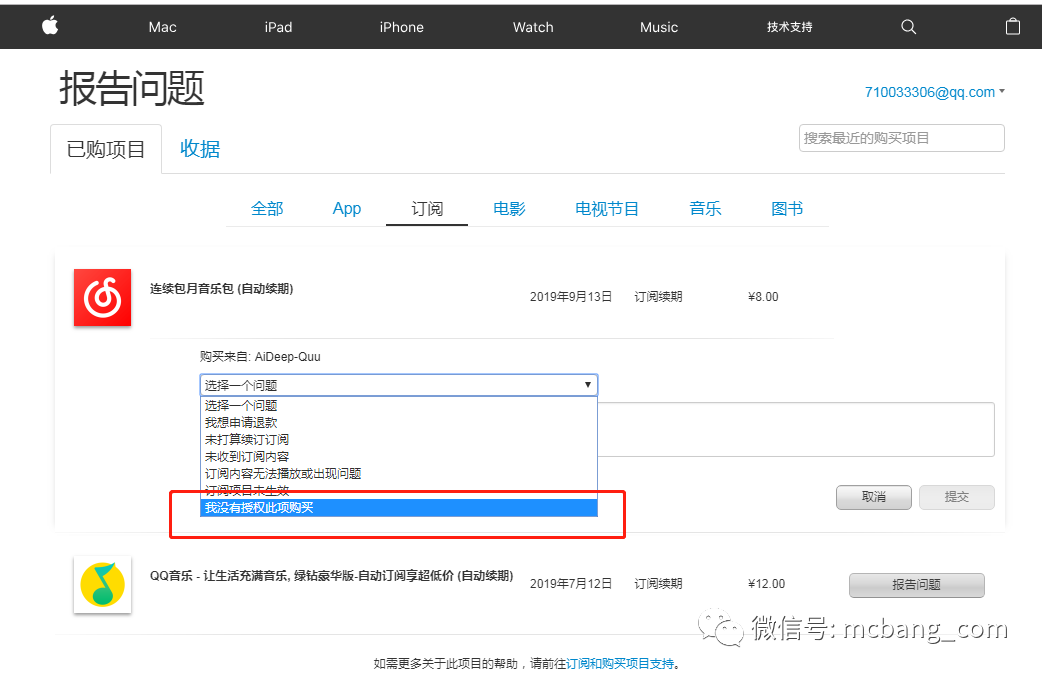 Mac iPad iPhone Watch Music 技术支持
报告问题
710033306@qq.com
已购项目 收据
搜索最近的购买项目
全部 App 订阅 电影 电视节目 音乐 图书
连续包月音乐包 (自动续期) 2019年9月13日 订阅续期 ¥8.00
购买来自: AiDeep-Quu
选择一个问题
选择一个问题
我想申请退款
未打算续订订阅
未收到订阅内容
订阅内容无法播放或出现问题
订阅项目未生效
我没有授权此项购买
取消 提交
QQ音乐 - 让生活充满音乐, 绿钻豪华版-自动订阅享超低价 (自动续期) 2019年7月12日 订阅续期 ¥12.00 报告问题
微信号: mcbang_com
如需更多关于此项目的帮助，请前往订阅和购买项目支持。